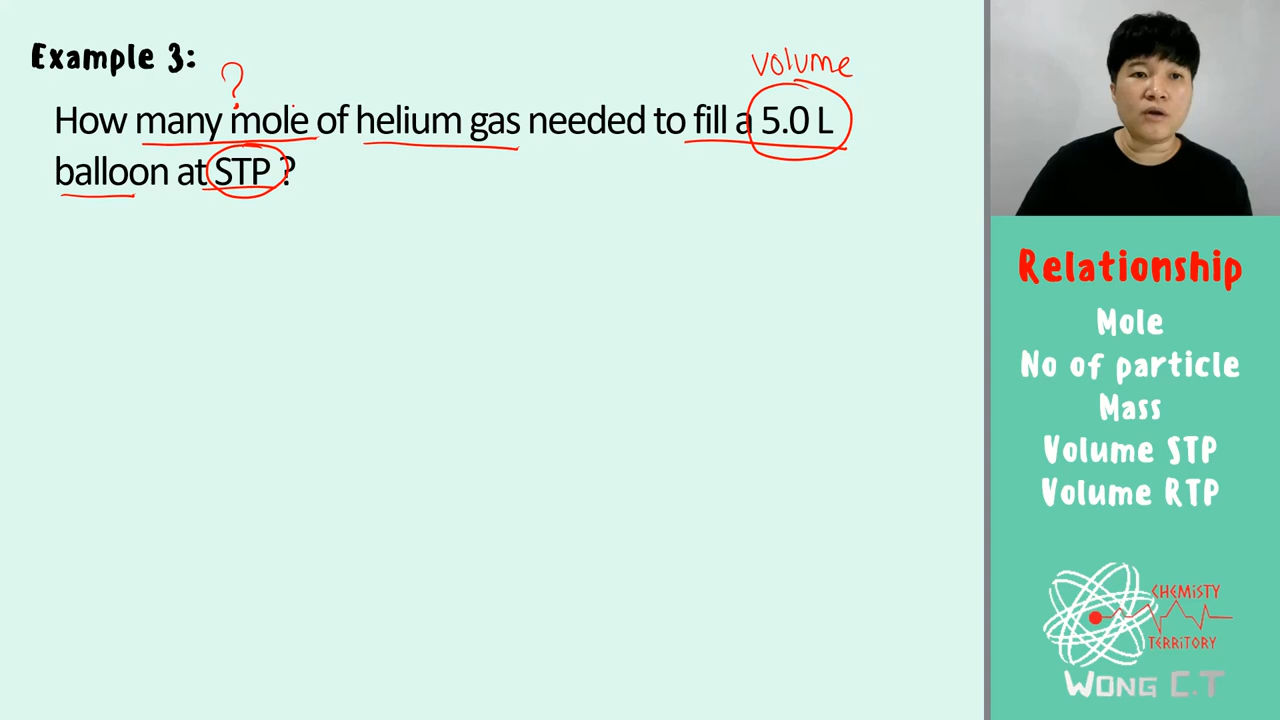 Example 3:
?
volume
How many mole of helium gas needed to fill a 5.0 L
balloon at STP ?
Relationship
Mole
No of particle
Mass
Volume STP
Volume RTP
CHEMiSTY
TERRiTORY
WONG C.T